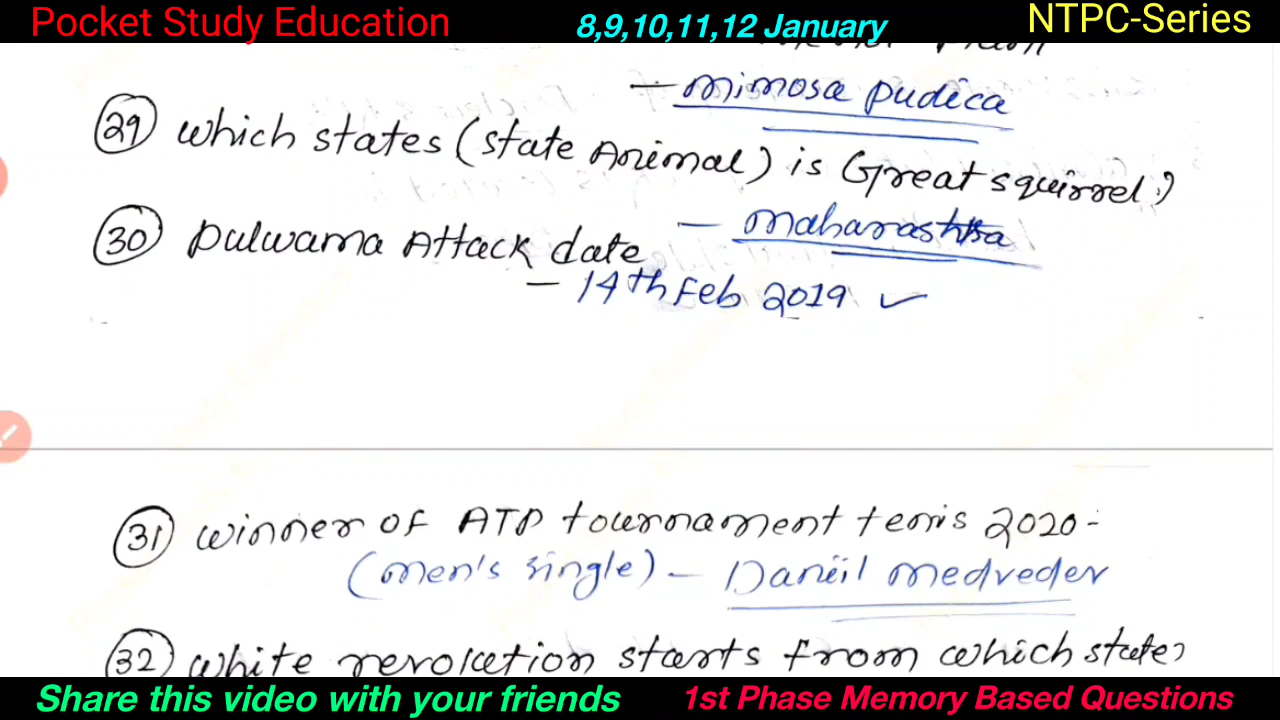 Pocket Study Education
8,9,10,11,12 January
NTPC-Series
— mimosa pudica
29 which states (state Animal) is Great squirrel?
— maharashtra
30 pulwama Attack date
— 14th Feb 2019 ✓
31 winner of ATP tournament tennis 2020-
(men's single) — Daniil medvedev
32 white revolution starts from which state?
Share this video with your friends
1st Phase Memory Based Questions